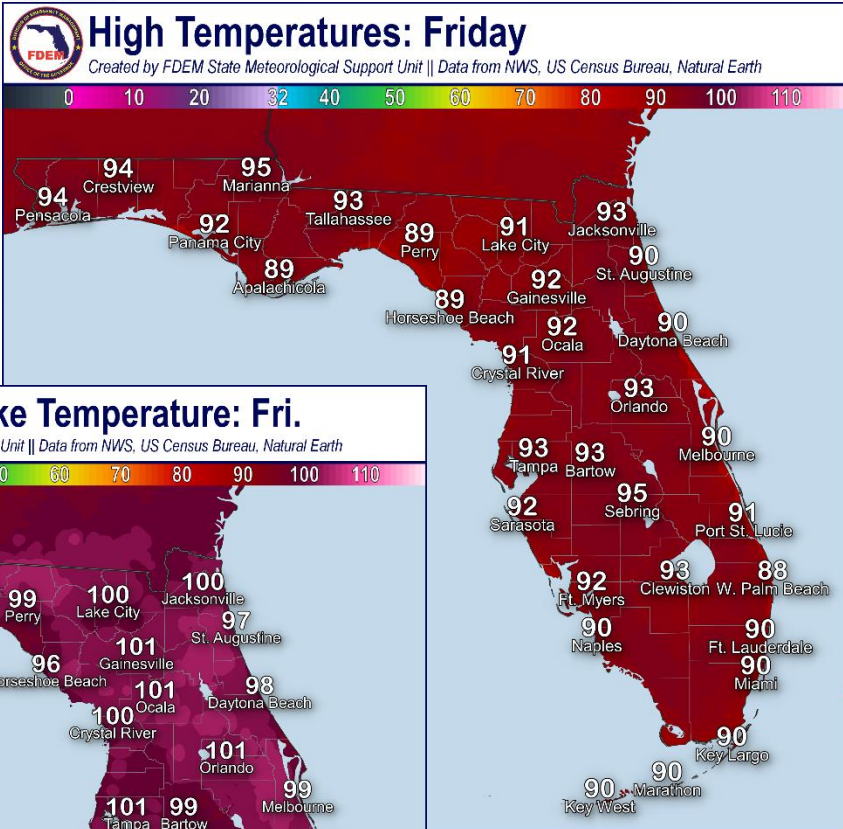 High Temperatures: Friday
Created by FDEM State Meteorological Support Unit || Data from NWS, US Census Bureau, Natural Earth
FDEM
0 10 20 32 40 50 60 70 80 90 100 110
94
Crestview
95
Marianna
94
Pensacola
93
Tallahassee
92
Panama City
89
Perry
91
Lake City
93
Jacksonville
89
Apalachicola
90
St. Augustine
89
Horseshoe Beach
92
Gainesville
92
Ocala
90
Daytona Beach
91
Crystal River
93
Orlando
93
Tampa
93
Bartow
90
Melbourne
92
Sarasota
95
Sebring
91
Port St. Lucie
92
Ft. Myers
93
Clewiston
88
W. Palm Beach
90
Naples
90
Ft. Lauderdale
90
Miami
90
Key Largo
90
Marathon
90
Key West
ke Temperature: Fri.
Unit || Data from NWS, US Census Bureau, Natural Earth
0 60 70 80 90 100 110
99
Perry
100
Lake City
100
Jacksonville
97
St. Augustine
96
orseshoe Beach
101
Gainesville
101
Ocala
98
Daytona Beach
100
Crystal River
101
Orlando
101
Tampa
99
Bartow
99
Melbourne